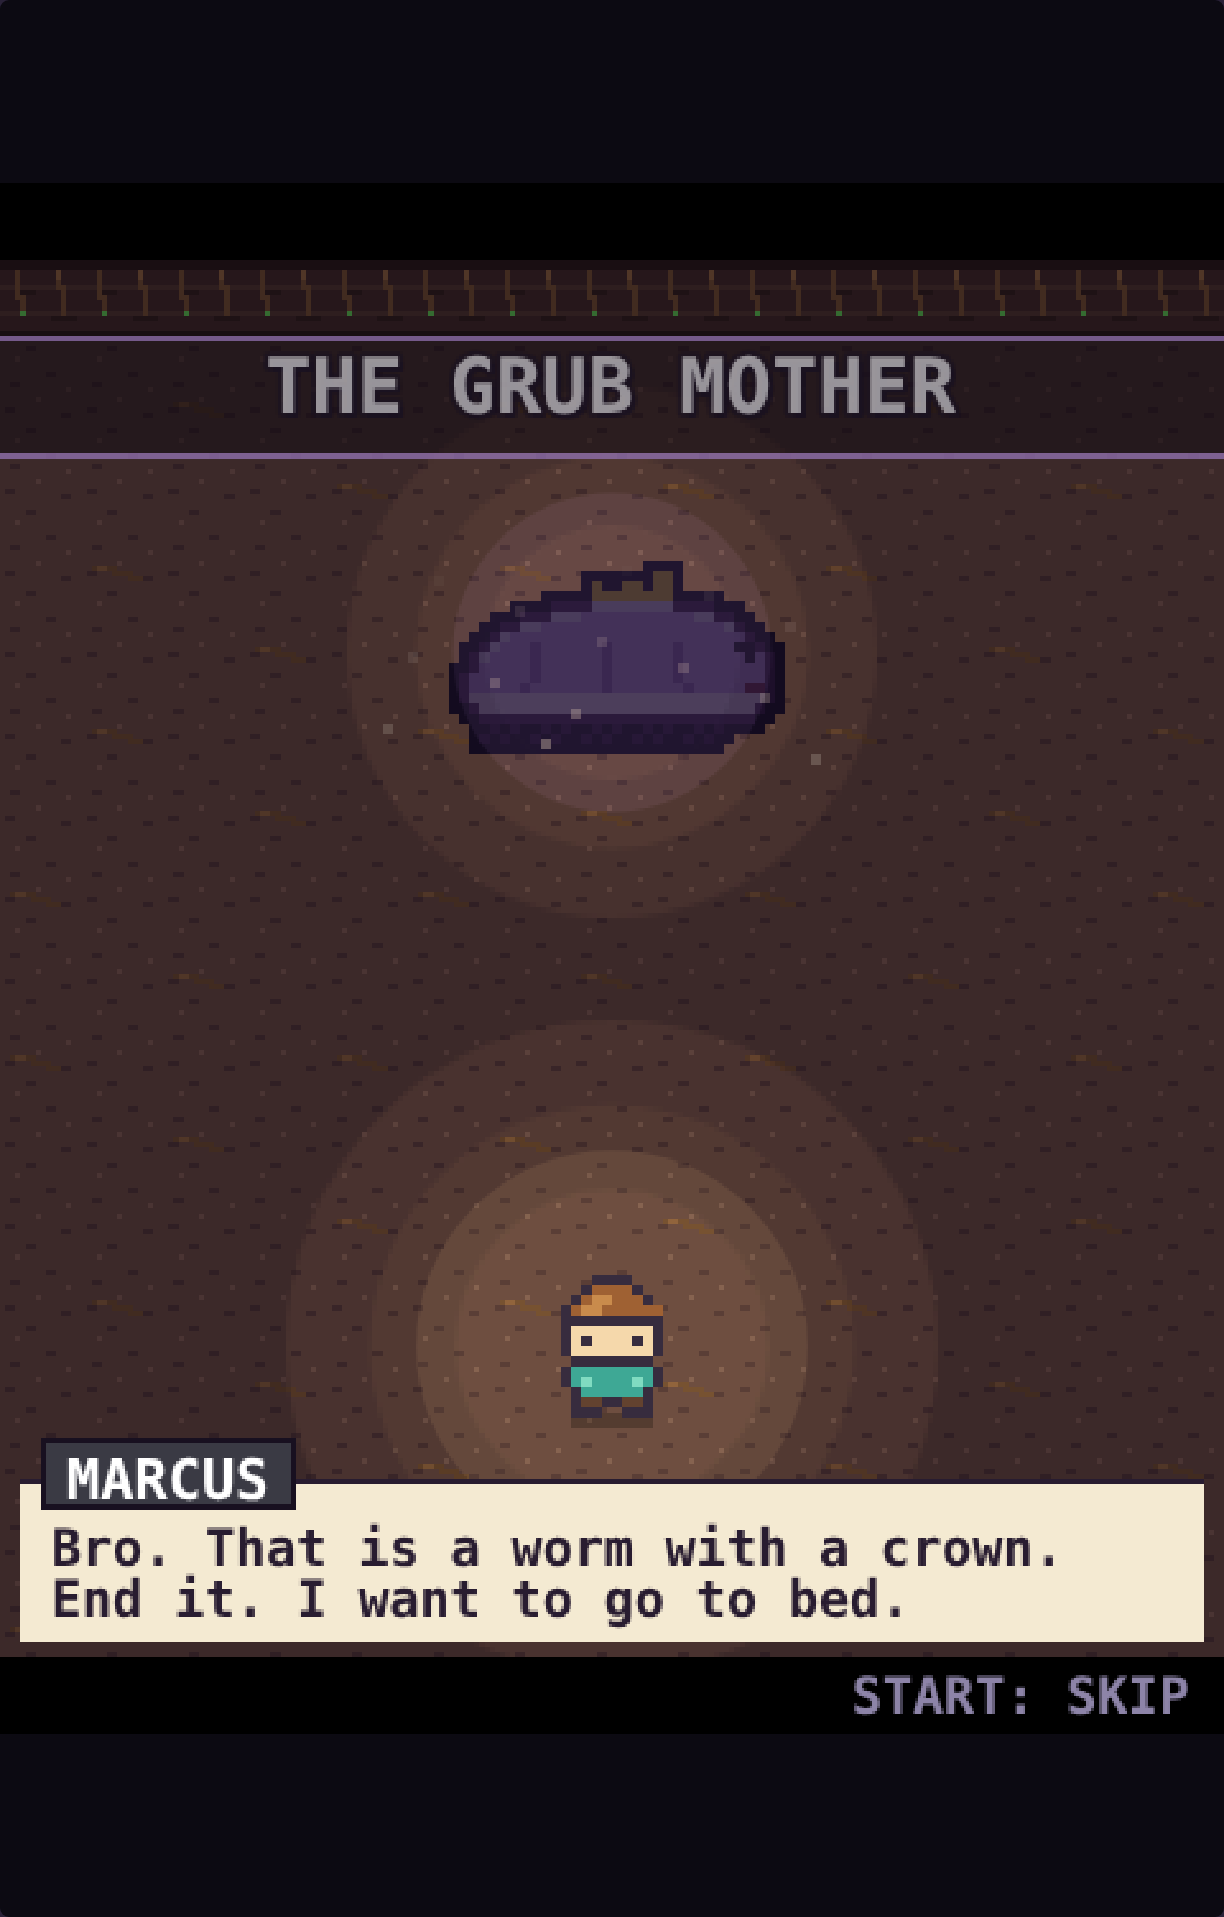 THE GRUB MOTHER
MARCUS
Bro. That is a worm with a crown.
End it. I want to go to bed.
START: SKIP